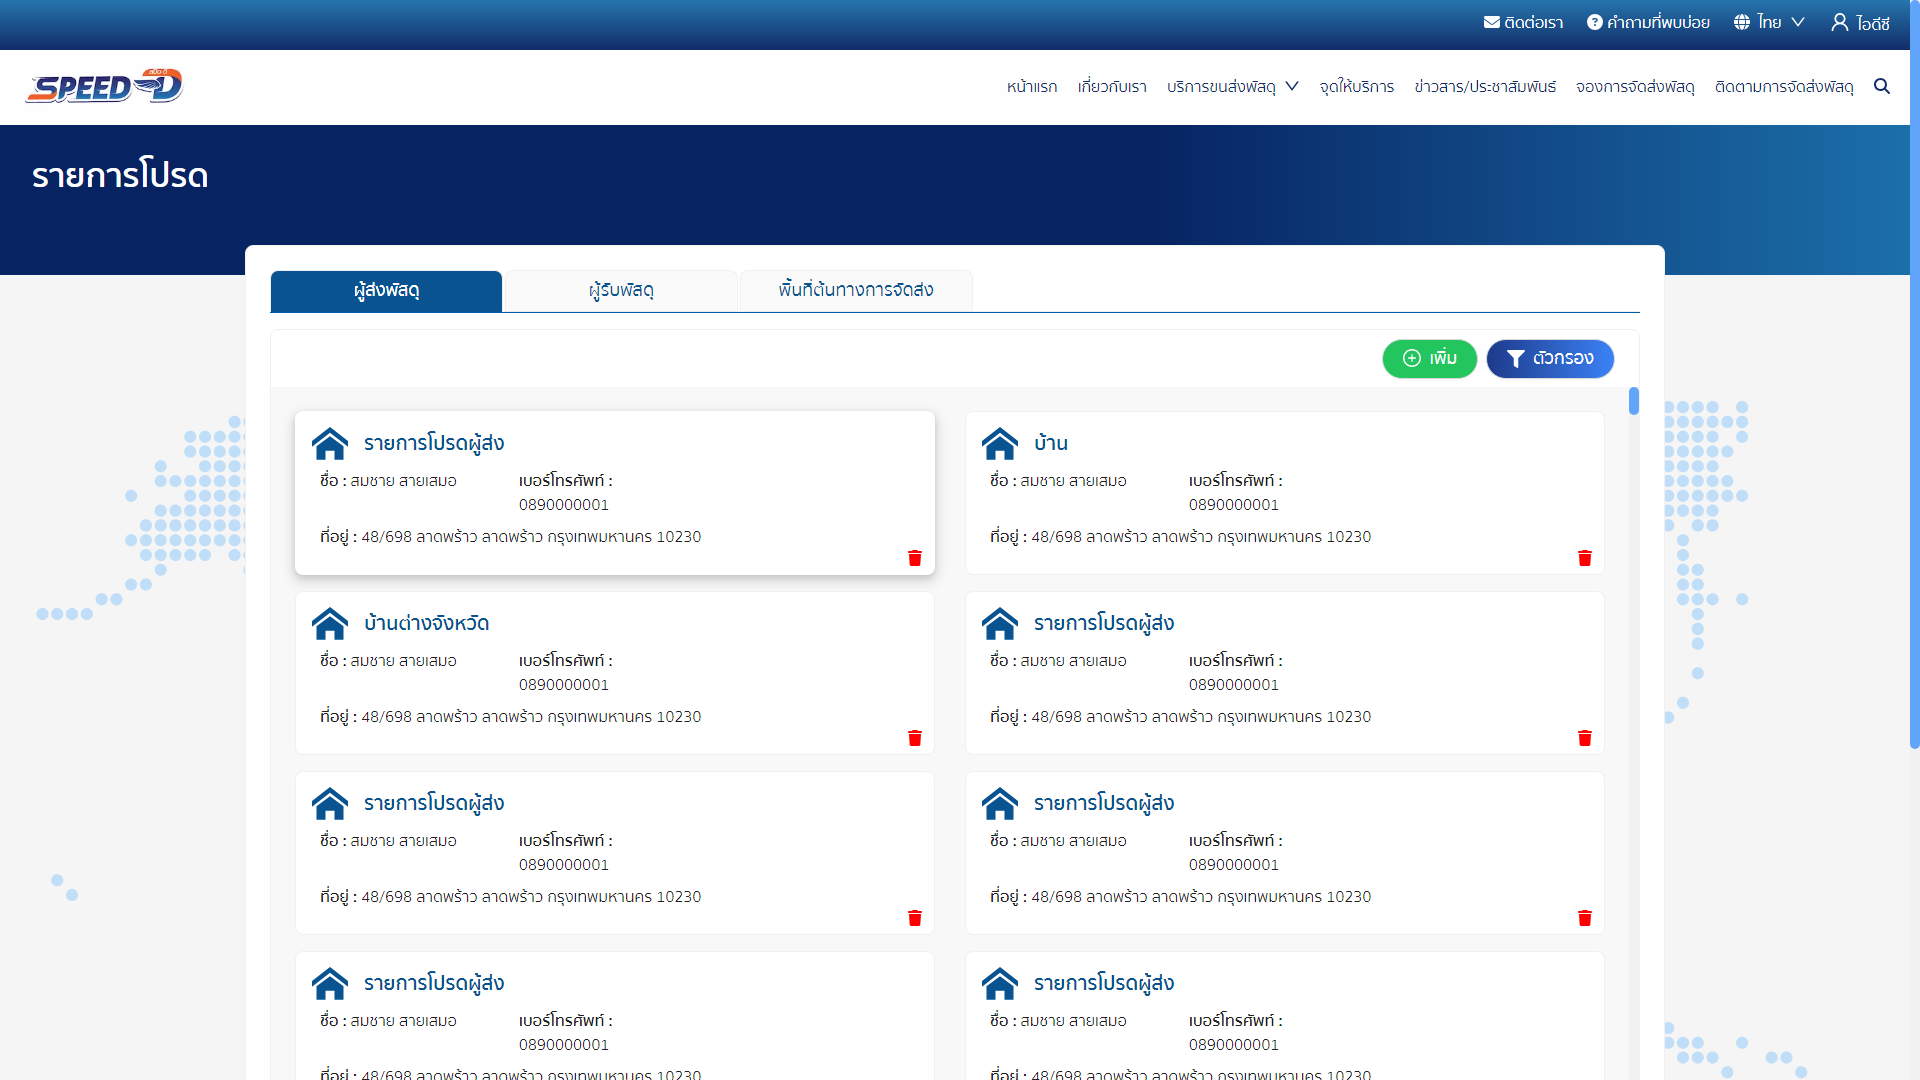 ติดต่อเรา คำถามที่พบบ่อย ไทย ไอดีซี
สปีด-ดี
SPEED-D
หน้าแรก เกี่ยวกับเรา บริการขนส่งพัสดุ จุดให้บริการ ข่าวสาร/ประชาสัมพันธ์ จองการจัดส่งพัสดุ ติดตามการจัดส่งพัสดุ
รายการโปรด
ผู้ส่งพัสดุ ผู้รับพัสดุ พื้นที่ต้นทางการจัดส่ง
เพิ่ม ตัวกรอง
รายการโปรดผู้ส่ง
ชื่อ : สมชาย สายเสมอ เบอร์โทรศัพท์ :
0890000001
ที่อยู่ : 48/698 ลาดพร้าว ลาดพร้าว กรุงเทพมหานคร 10230
บ้าน
ชื่อ : สมชาย สายเสมอ เบอร์โทรศัพท์ :
0890000001
ที่อยู่ : 48/698 ลาดพร้าว ลาดพร้าว กรุงเทพมหานคร 10230
บ้านต่างจังหวัด
ชื่อ : สมชาย สายเสมอ เบอร์โทรศัพท์ :
0890000001
ที่อยู่ : 48/698 ลาดพร้าว ลาดพร้าว กรุงเทพมหานคร 10230
รายการโปรดผู้ส่ง
ชื่อ : สมชาย สายเสมอ เบอร์โทรศัพท์ :
0890000001
ที่อยู่ : 48/698 ลาดพร้าว ลาดพร้าว กรุงเทพมหานคร 10230
รายการโปรดผู้ส่ง
ชื่อ : สมชาย สายเสมอ เบอร์โทรศัพท์ :
0890000001
ที่อยู่ : 48/698 ลาดพร้าว ลาดพร้าว กรุงเทพมหานคร 10230
รายการโปรดผู้ส่ง
ชื่อ : สมชาย สายเสมอ เบอร์โทรศัพท์ :
0890000001
ที่อยู่ : 48/698 ลาดพร้าว ลาดพร้าว กรุงเทพมหานคร 10230
รายการโปรดผู้ส่ง
ชื่อ : สมชาย สายเสมอ เบอร์โทรศัพท์ :
0890000001
ที่อยู่ : 48/698 ลาดพร้าว ลาดพร้าว กรุงเทพมหานคร 10230
รายการโปรดผู้ส่ง
ชื่อ : สมชาย สายเสมอ เบอร์โทรศัพท์ :
0890000001
ที่อยู่ : 48/698 ลาดพร้าว ลาดพร้าว กรุงเทพมหานคร 10230